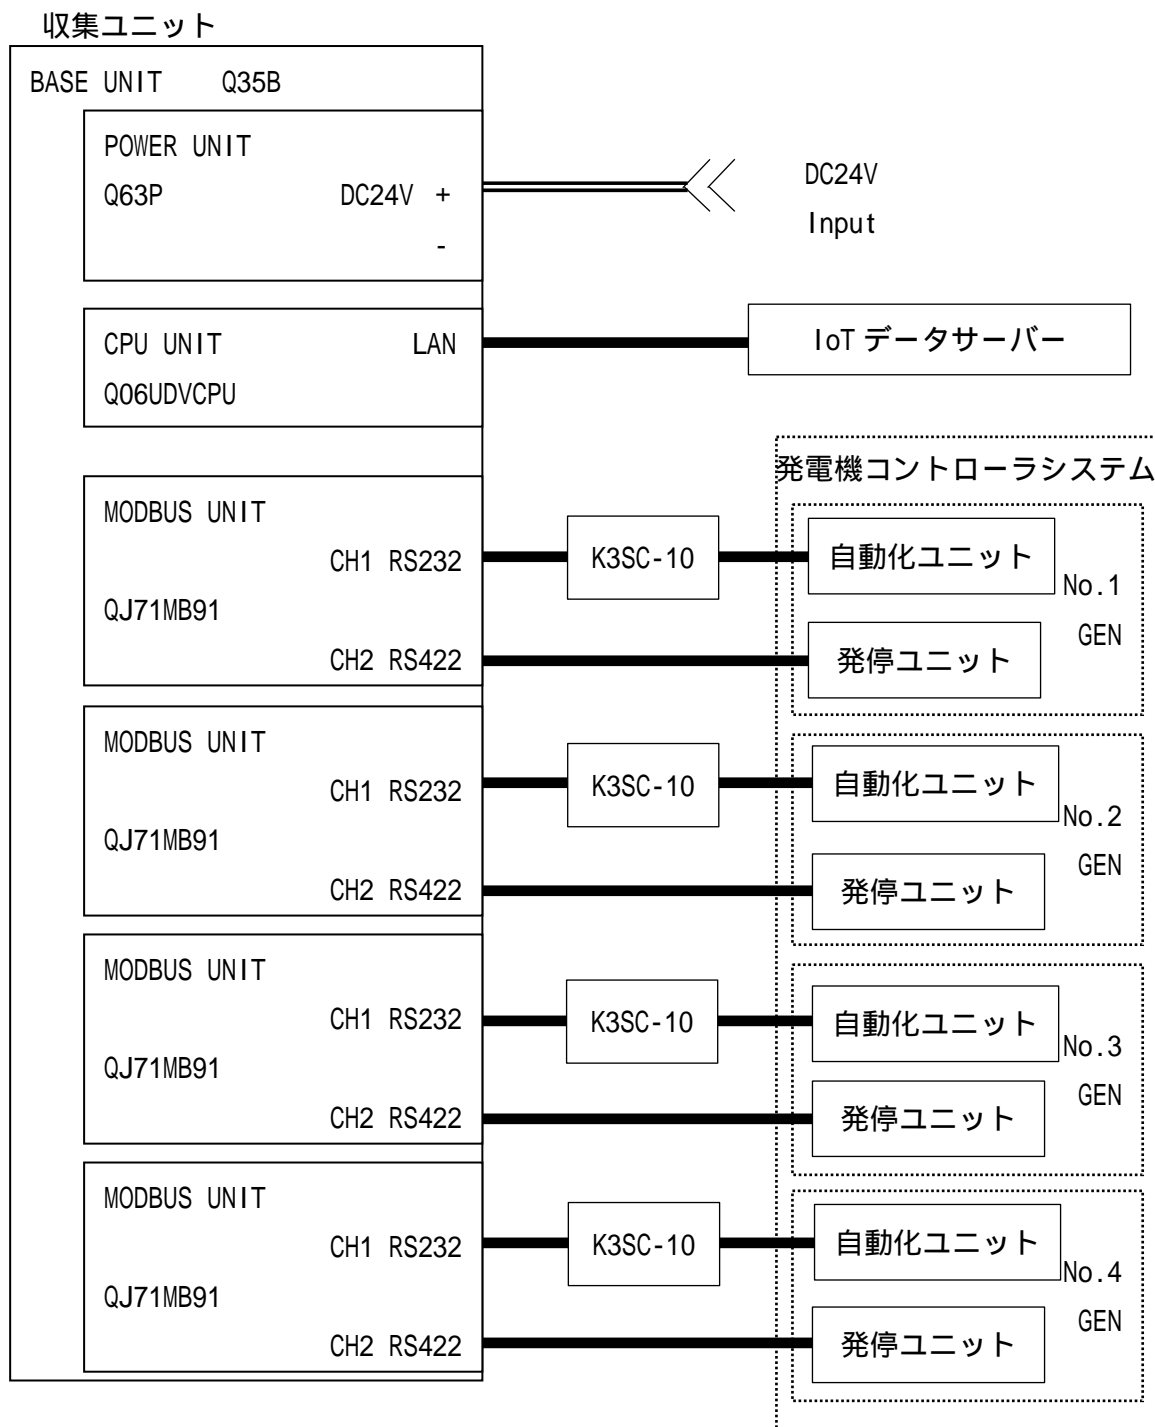 収集ユニット
BASE UNIT Q35B
POWER UNIT
Q63P DC24V +
-
DC24V
Input
CPU UNIT LAN
Q06UDVCPU
IoTデータサーバー
発電機コントローラシステム
MODBUS UNIT
CH1 RS232
QJ71MB91
CH2 RS422
K3SC-10
自動化ユニット
発停ユニット
No.1
GEN
MODBUS UNIT
CH1 RS232
QJ71MB91
CH2 RS422
K3SC-10
自動化ユニット
発停ユニット
No.2
GEN
MODBUS UNIT
CH1 RS232
QJ71MB91
CH2 RS422
K3SC-10
自動化ユニット
発停ユニット
No.3
GEN
MODBUS UNIT
CH1 RS232
QJ71MB91
CH2 RS422
K3SC-10
自動化ユニット
発停ユニット
No.4
GEN